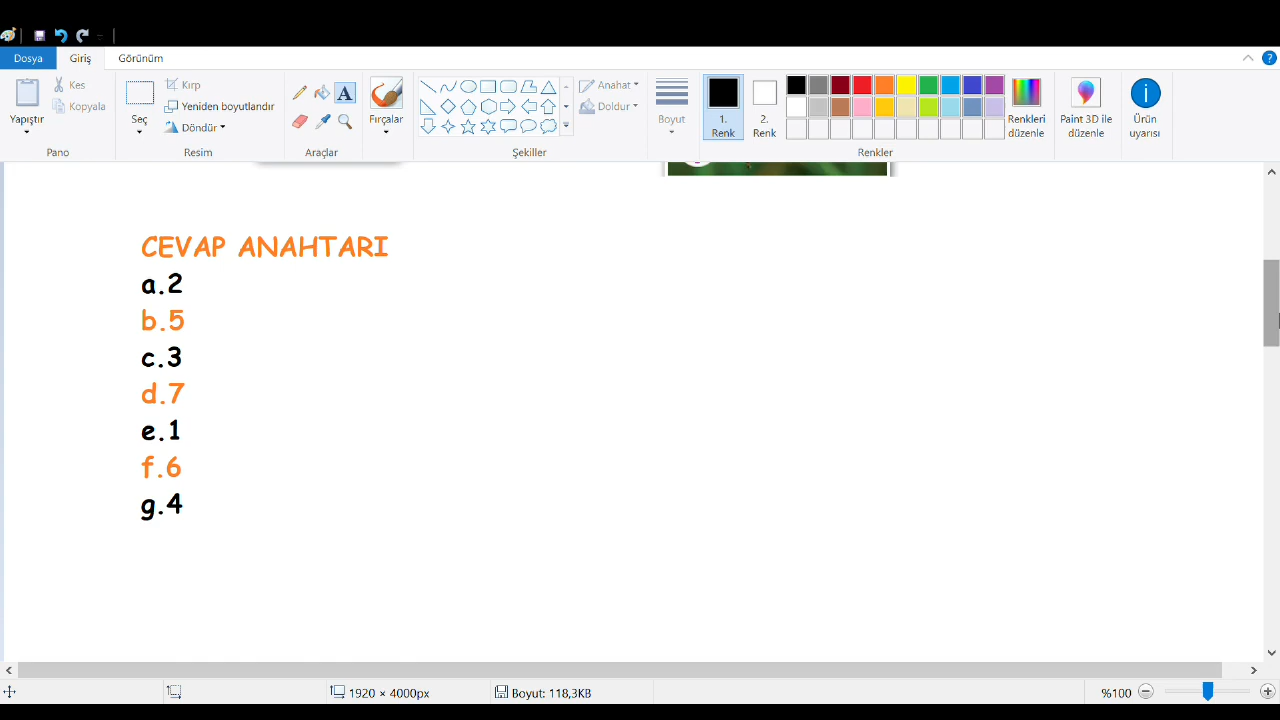 Dosya Giriş Görünüm
Yapıştır
Kes
Kopyala
Pano
Seç
Kırp
Yeniden boyutlandır
Döndür
Resim
A
Araçlar
Fırçalar
Şekiller
Anahat
Doldur
Boyut
1.
Renk
2.
Renk
Renkleri
düzenle
Renkler
Paint 3D ile
düzenle
Ürün
uyarısı
CEVAP ANAHTARI
a.2
b.5
c.3
d.7
e.1
f.6
g.4
1920 × 4000px Boyut: 118,3KB %100